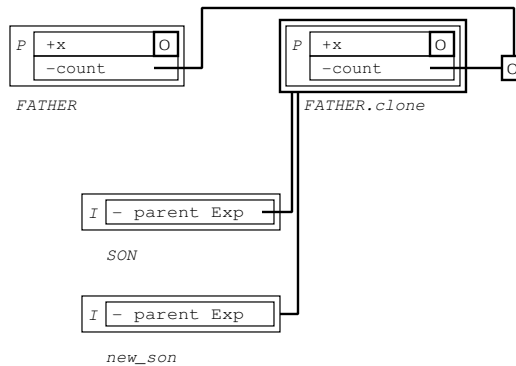 P +x O P +x O
-count -count O
FATHER FATHER.clone
I - parent Exp
SON
I - parent Exp
new_son